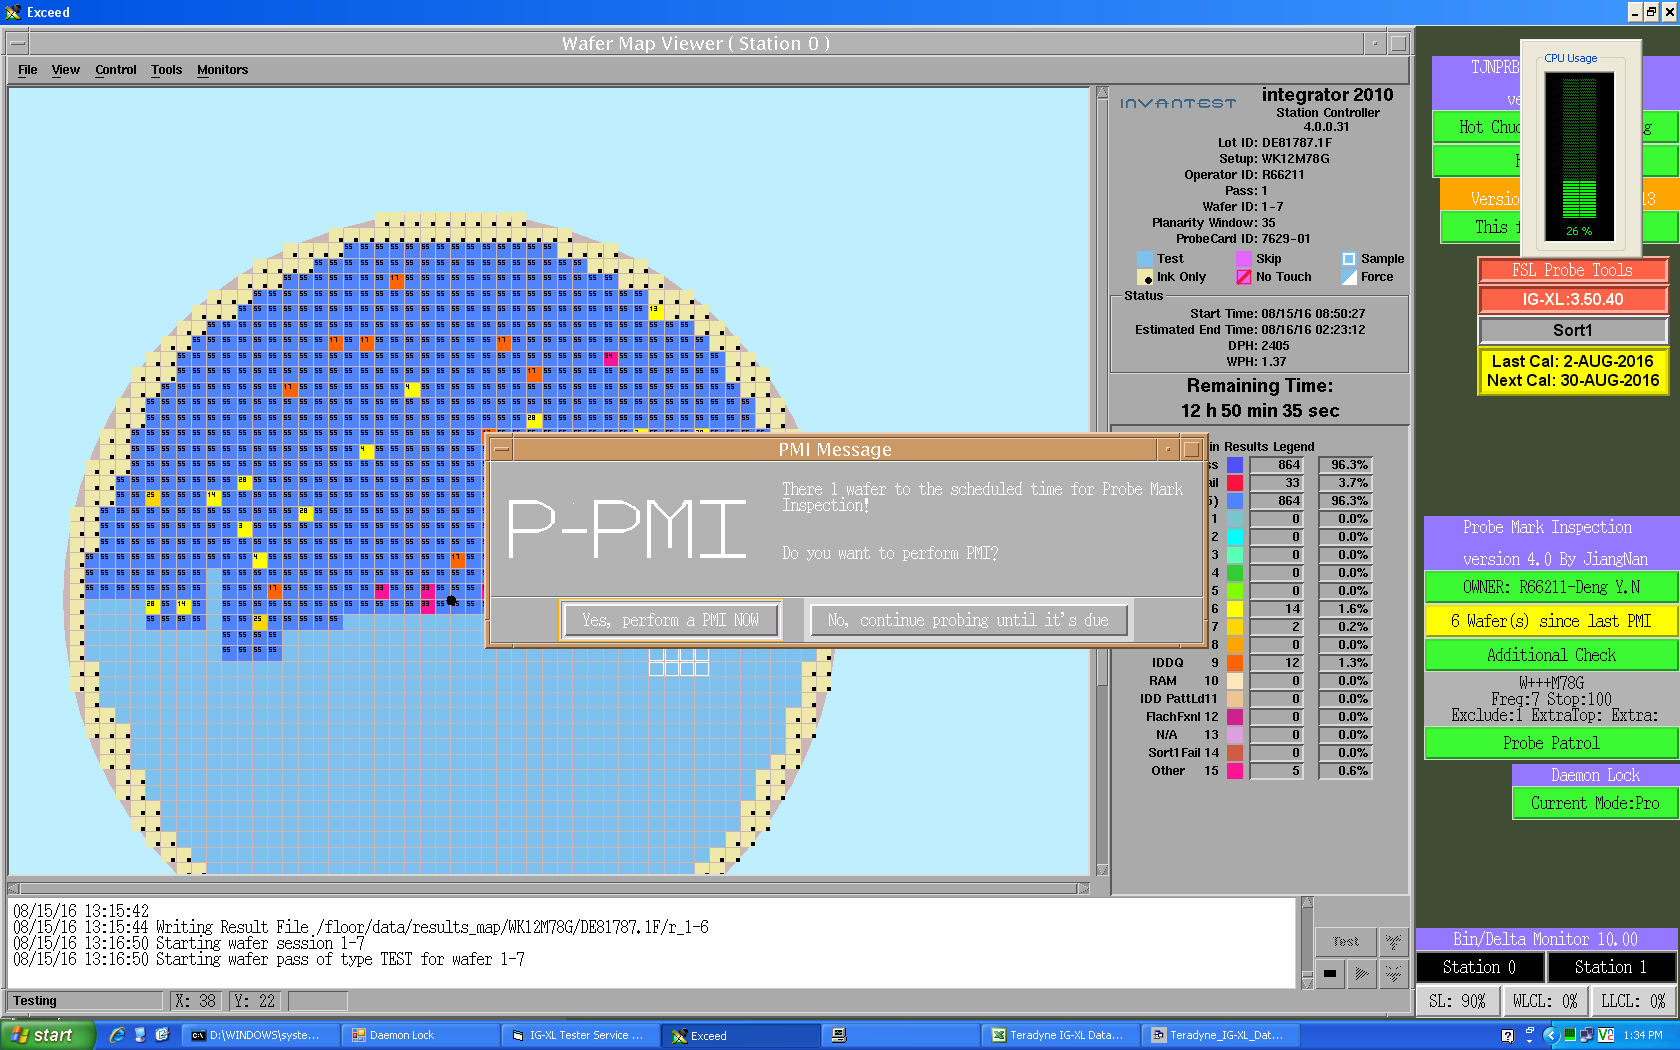 Exceed
Wafer Map Viewer ( Station 0 )
File View Control Tools Monitors
INVANTEST
integrator 2010
Station Controller
4.0.0.31
Lot ID: DE81787.1F
Setup: WK12M78G
Operator ID: R66211
Pass: 1
Wafer ID: 1-7
Planarity Window: 35
ProbeCard ID: 7629-01
Test Skip Sample
Ink Only No Touch Force
Status
Start Time: 08/15/16 08:50:27
Estimated End Time: 08/16/16 02:23:12
DPH: 2405
WPH: 1.37
Remaining Time:
12 h 50 min 35 sec
in Results Legend
ss 864 96.3%
ail 33 3.7%
5) 864 96.3%
1 0 0.0%
2 0 0.0%
3 0 0.0%
4 0 0.0%
5 0 0.0%
6 14 1.6%
7 2 0.2%
8 0 0.0%
IDDQ 9 12 1.3%
RAM 10 0 0.0%
IDD PattLd11 0 0.0%
FlachFxnl 12 0 0.0%
N/A 13 0 0.0%
Sort1Fail 14 0 0.0%
Other 15 5 0.6%
PMI Message
P-PMI
There 1 wafer to the scheduled time for Probe Mark
Inspection!
Do you want to perform PMI?
Yes, perform a PMI NOW
No, continue probing until it's due
08/15/16 13:15:42
08/15/16 13:15:44 Writing Result File /floor/data/results_map/WK12M78G/DE81787.1F/r_1-6
08/15/16 13:16:50 Starting wafer session 1-7
08/15/16 13:16:50 Starting wafer pass of type TEST for wafer 1-7
Test
Testing X: 38 Y: 22
TJNPRB
ve
CPU Usage
26 %
Hot Chuc
g
H
Versio
13
This f
FSL Probe Tools
IG-XL:3.50.40
Sort1
Last Cal: 2-AUG-2016
Next Cal: 30-AUG-2016
Probe Mark Inspection
version 4.0 By JiangNan
OWNER: R66211-Deng Y.N
6 Wafer(s) since last PMI
Additional Check
W+++M78G
Freq:7 Stop:100
Exclude:1 ExtraTop: Extra:
Probe Patrol
Daemon Lock
Current Mode:Pro
Bin/Delta Monitor 10.00
Station 0 Station 1
SL: 90% WLCL: 0% LLCL: 0%
start
D:\WINDOWS\syste...
Daemon Lock
IG-XL Tester Service ...
Exceed
Teradyne IG-XL Data...
Teradyne_IG-XL_Dat...
1:34 PM